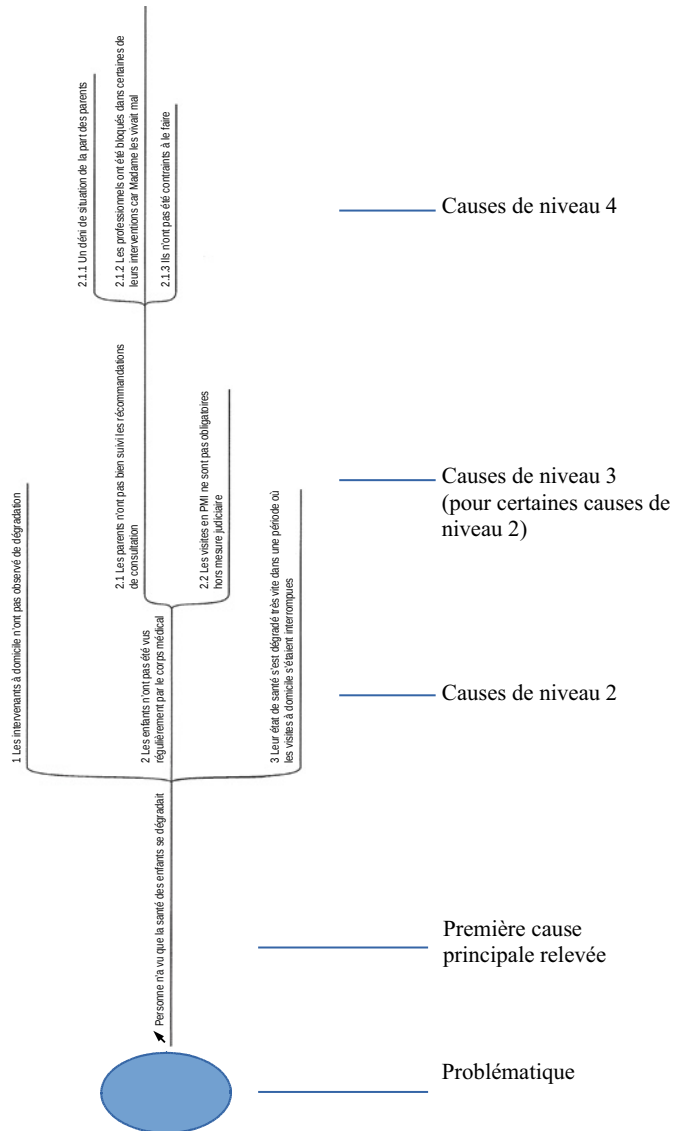 2.1.1 Un déni de situation de la part des parents
2.1.2 Les professionnels ont été bloqués dans certaines de
leurs interventions car Madame les vivait mal
2.1.3 Ils n'ont pas été contraints à le faire
Causes de niveau 4
1 Les intervenants à domicile n'ont pas observé de dégradation
2.1 Les parents n'ont pas bien suivi les récommandations
de consultation
2.2 Les visites en PMI ne sont pas obligatoires
hors mesure judiciaire
Causes de niveau 3
(pour certaines causes de
niveau 2)
2 Les enfants n'ont pas été vus
régulièrement par le corps médical
3 Leur état de santé s'est dégradé très vite dans une période où
les visites à domicile s'étaient interrompues
Causes de niveau 2
Personne n'a vu que la santé des enfants se dégradait
Première cause
principale relevée
Problématique